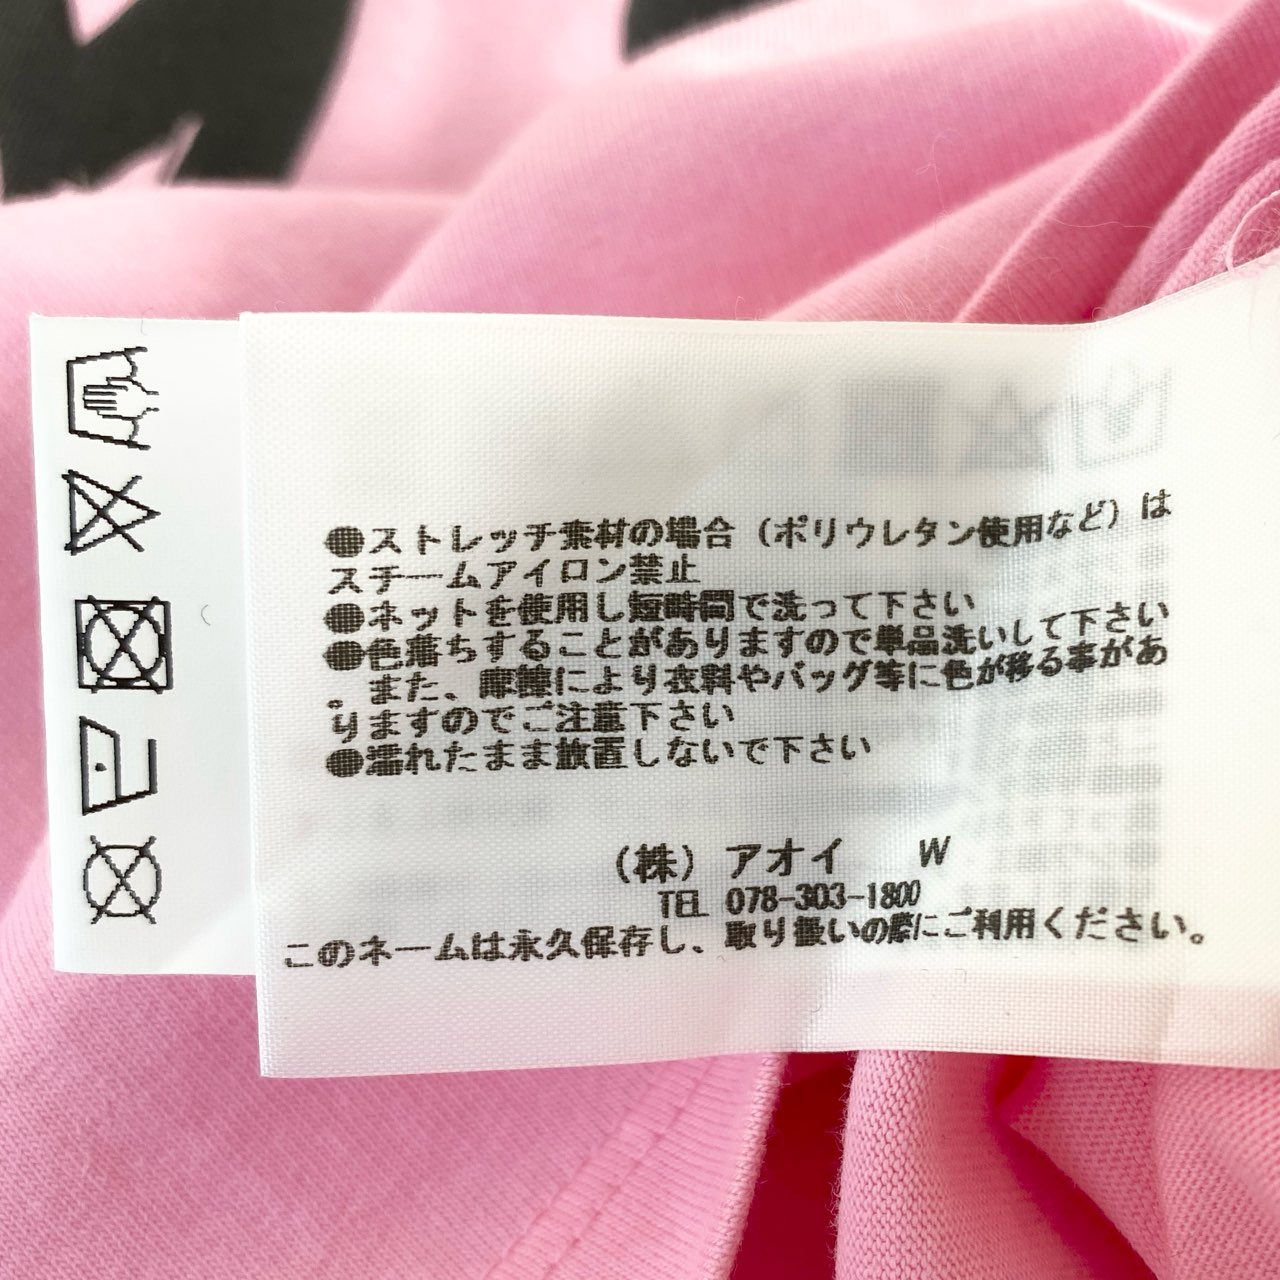 ●ストレッチ素材の場合（ポリウレタン使用など）は
スチームアイロン禁止
●ネットを使用し短時間で洗って下さい
●色落ちすることがありますので単品洗いして下さい
。また、摩擦により衣料やバッグ等に色が移る事があ
りますのでご注意下さい
●濡れたまま放置しないで下さい
（株）アオイ W
TEL 078-303-1800
このネームは永久保存し、取り扱いの際にご利用ください。